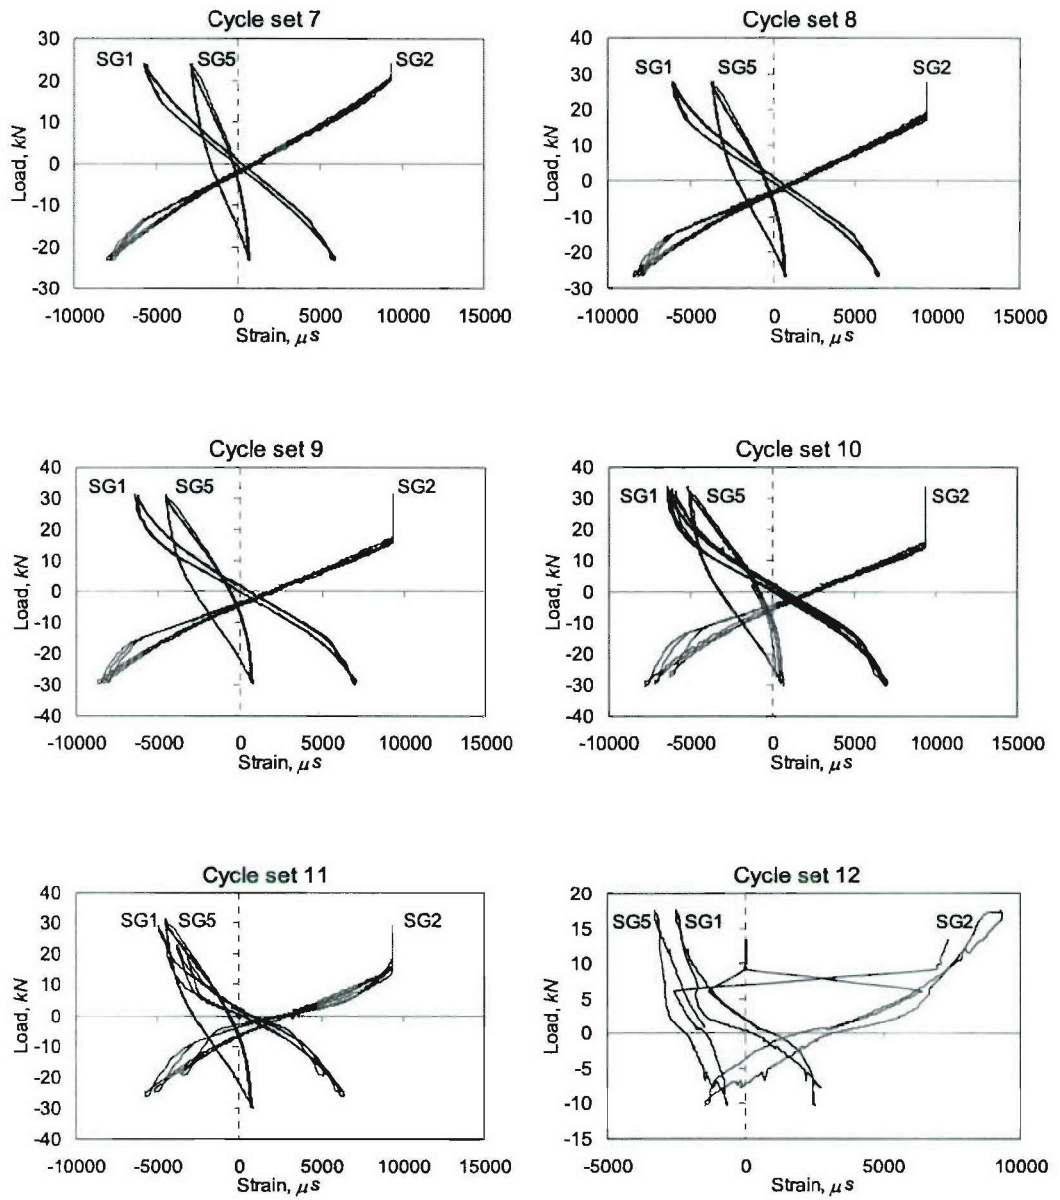 Cycle set 7
30
20
10
0
-10
-20
-30
Load, kN
SG1
SG5
SG2
-10000 -5000 0 5000 10000 15000
Strain, μs
Cycle set 8
40
30
20
10
0
-10
-20
-30
Load, kN
SG1
SG5
SG2
-10000 -5000 0 5000 10000 15000
Strain, μs
Cycle set 9
40
30
20
10
0
-10
-20
-30
-40
Load, kN
SG1
SG5
SG2
-10000 -5000 0 5000 10000 15000
Strain, μs
Cycle set 10
40
30
20
10
0
-10
-20
-30
-40
Load, kN
SG1
SG5
SG2
-10000 -5000 0 5000 10000 15000
Strain, μs
Cycle set 11
40
30
20
10
0
-10
-20
-30
-40
Load, kN
SG1
SG5
SG2
-10000 -5000 0 5000 10000 15000
Strain, μs
Cycle set 12
20
15
10
5
0
-5
-10
-15
Load, kN
SG5
SG1
SG2
-5000 0 5000 10000
Strain, μs